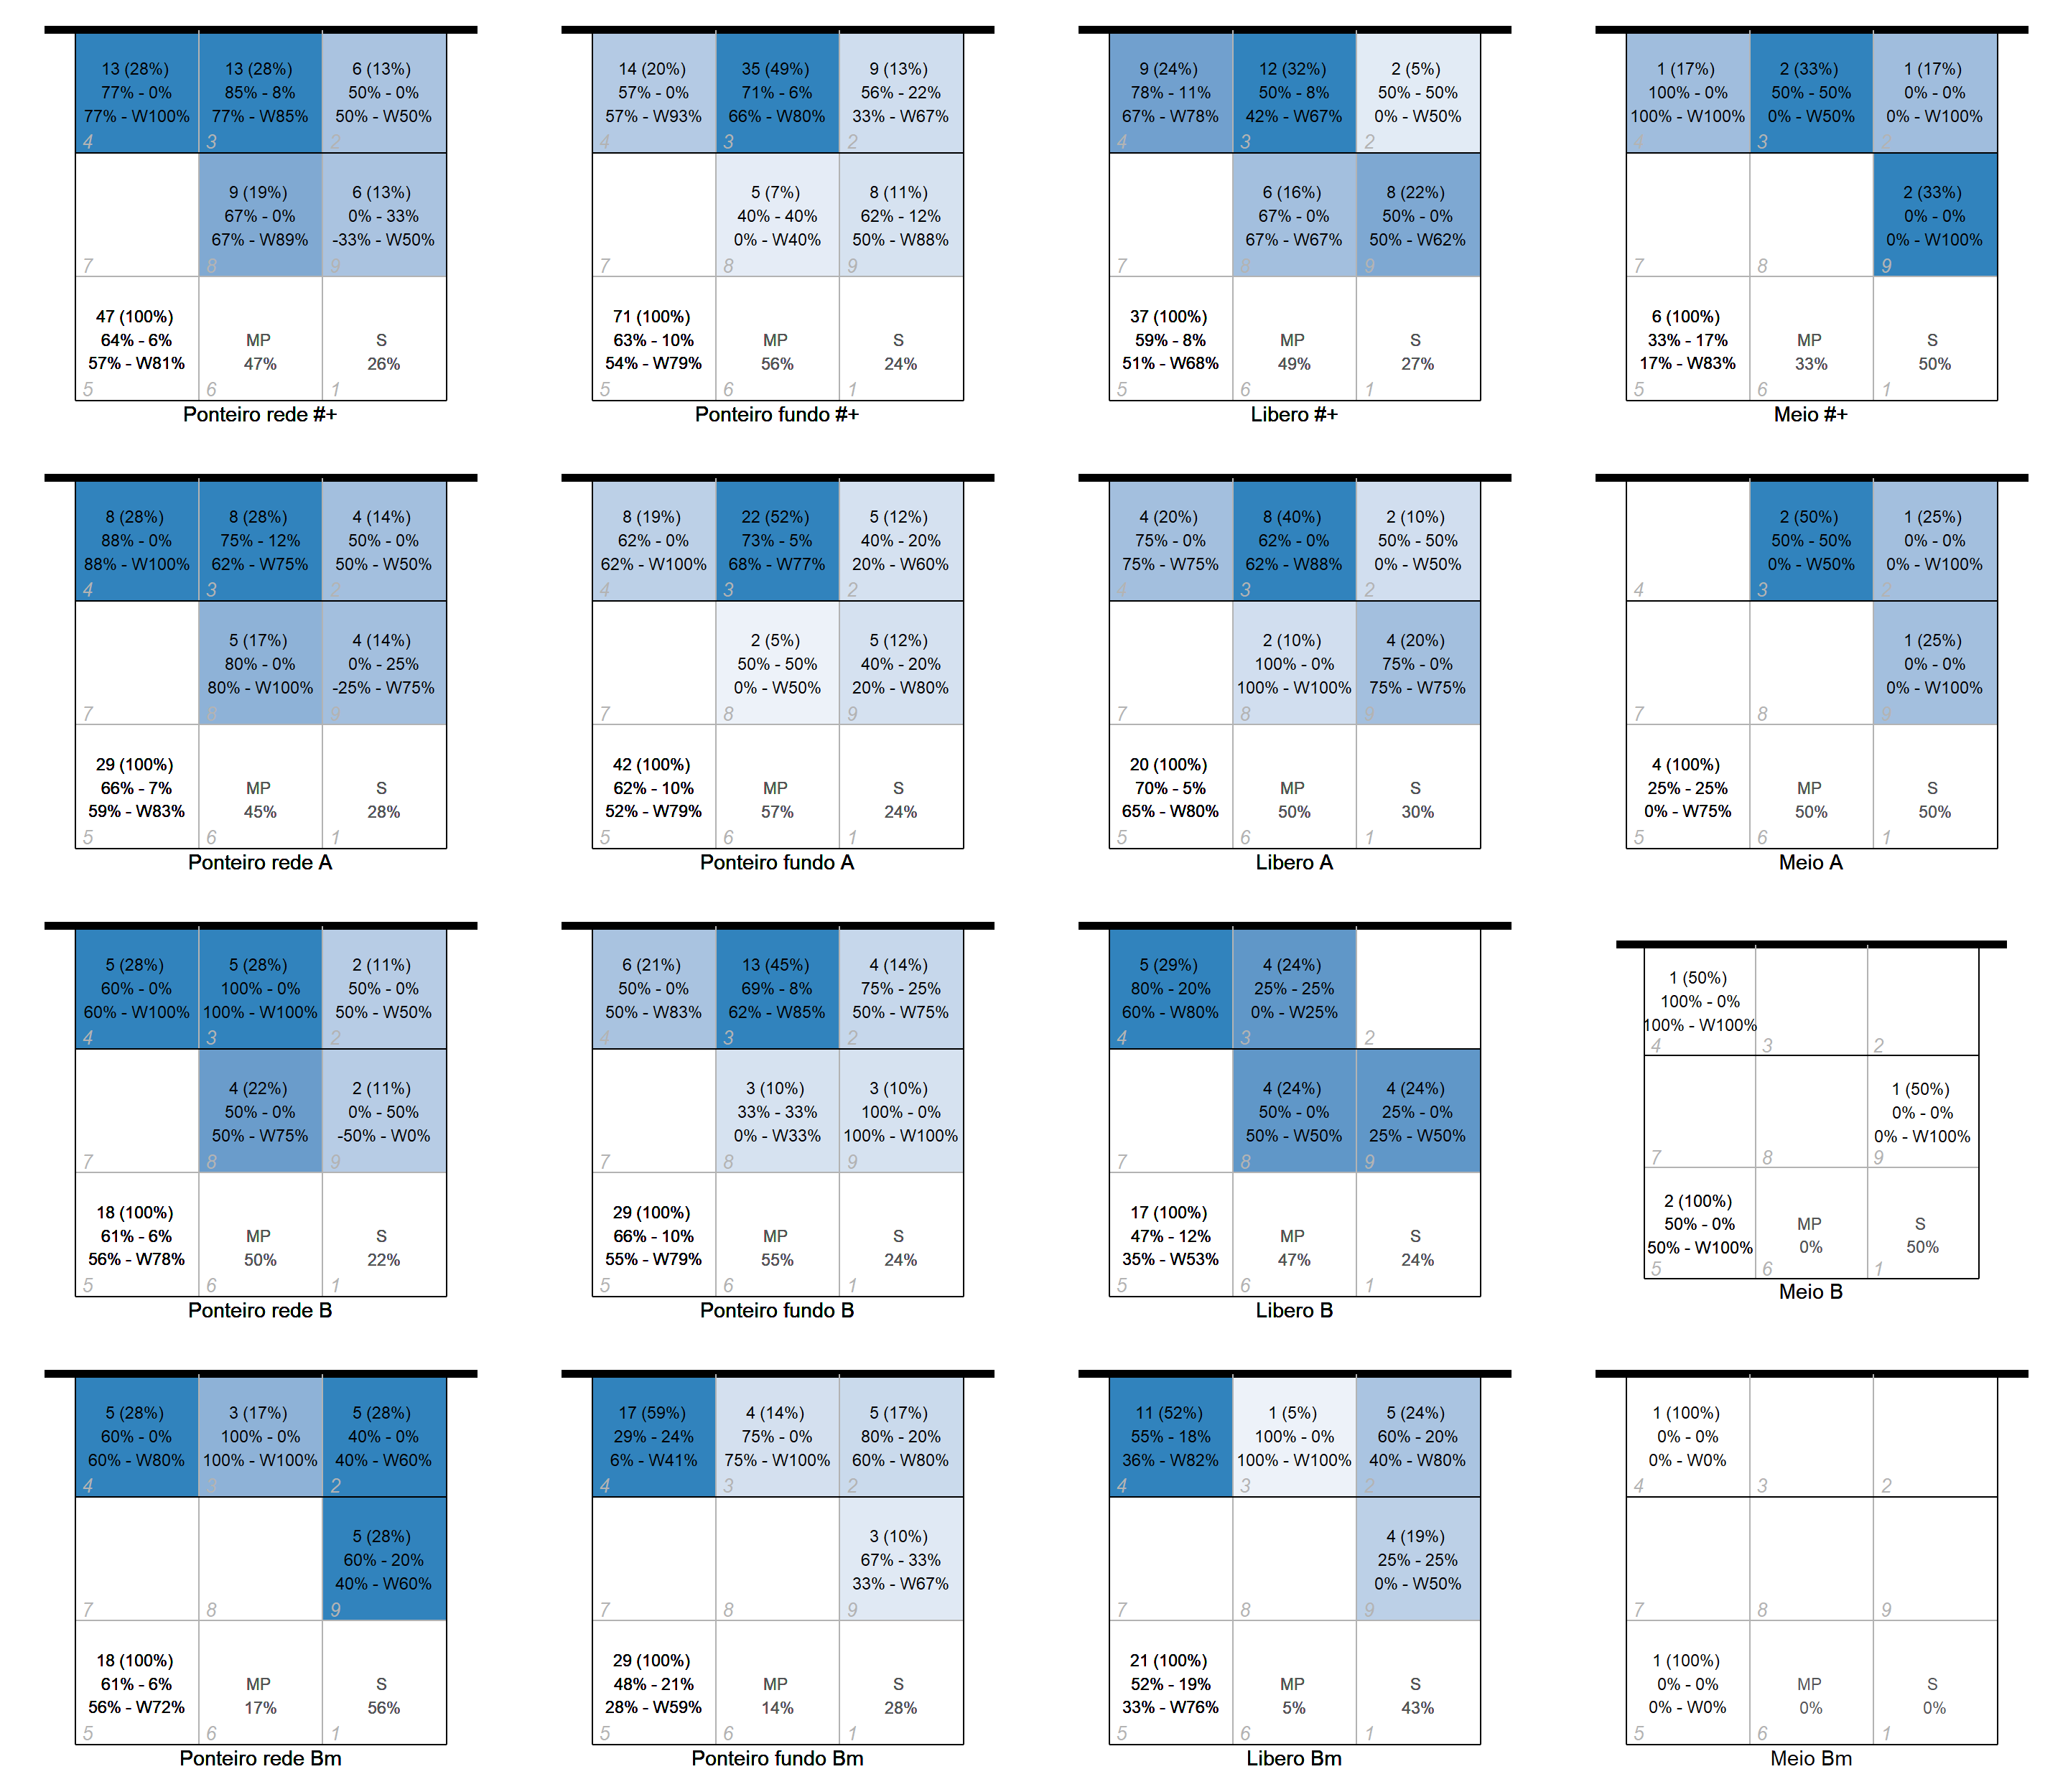 13 (28%)
77% - 0%
77% - W100%
4
13 (28%)
85% - 8%
77% - W85%
3
6 (13%)
50% - 0%
50% - W50%
2
7
9 (19%)
67% - 0%
67% - W89%
8
6 (13%)
0% - 33%
-33% - W50%
9
47 (100%)
64% - 6%
57% - W81%
5
MP
47%
6
S
26%
1
Ponteiro rede #+
14 (20%)
57% - 0%
57% - W93%
4
35 (49%)
71% - 6%
66% - W80%
3
9 (13%)
56% - 22%
33% - W67%
2
7
5 (7%)
40% - 40%
0% - W40%
8
8 (11%)
62% - 12%
50% - W88%
9
71 (100%)
63% - 10%
54% - W79%
5
MP
56%
6
S
24%
1
Ponteiro fundo #+
9 (24%)
78% - 11%
67% - W78%
4
12 (32%)
50% - 8%
42% - W67%
3
2 (5%)
50% - 50%
0% - W50%
2
7
6 (16%)
67% - 0%
67% - W67%
8
8 (22%)
50% - 0%
50% - W62%
9
37 (100%)
59% - 8%
51% - W68%
5
MP
49%
6
S
27%
1
Libero #+
1 (17%)
100% - 0%
100% - W100%
4
2 (33%)
50% - 50%
0% - W50%
3
1 (17%)
0% - 0%
0% - W100%
2
7
8
2 (33%)
0% - 0%
0% - W100%
9
6 (100%)
33% - 17%
17% - W83%
5
MP
33%
6
S
50%
1
Meio #+
8 (28%)
88% - 0%
88% - W100%
4
8 (28%)
75% - 12%
62% - W75%
3
4 (14%)
50% - 0%
50% - W50%
2
7
5 (17%)
80% - 0%
80% - W100%
8
4 (14%)
0% - 25%
-25% - W75%
9
29 (100%)
66% - 7%
59% - W83%
5
MP
45%
6
S
28%
1
Ponteiro rede A
8 (19%)
62% - 0%
62% - W100%
4
22 (52%)
73% - 5%
68% - W77%
3
5 (12%)
40% - 20%
20% - W60%
2
7
2 (5%)
50% - 50%
0% - W50%
8
5 (12%)
40% - 20%
20% - W80%
9
42 (100%)
62% - 10%
52% - W79%
5
MP
57%
6
S
24%
1
Ponteiro fundo A
4 (20%)
75% - 0%
75% - W75%
4
8 (40%)
62% - 0%
62% - W88%
3
2 (10%)
50% - 50%
0% - W50%
2
7
2 (10%)
100% - 0%
100% - W100%
8
4 (20%)
75% - 0%
75% - W75%
9
20 (100%)
70% - 5%
65% - W80%
5
MP
50%
6
S
30%
1
Libero A
4
2 (50%)
50% - 50%
0% - W50%
3
1 (25%)
0% - 0%
0% - W100%
2
7
8
1 (25%)
0% - 0%
0% - W100%
9
4 (100%)
25% - 25%
0% - W75%
5
MP
50%
6
S
50%
1
Meio A
5 (28%)
60% - 0%
60% - W100%
4
5 (28%)
100% - 0%
100% - W100%
3
2 (11%)
50% - 0%
50% - W50%
2
7
4 (22%)
50% - 0%
50% - W75%
8
2 (11%)
0% - 50%
-50% - W0%
9
18 (100%)
61% - 6%
56% - W78%
5
MP
50%
6
S
22%
1
Ponteiro rede B
6 (21%)
50% - 0%
50% - W83%
4
13 (45%)
69% - 8%
62% - W85%
3
4 (14%)
75% - 25%
50% - W75%
2
7
3 (10%)
33% - 33%
0% - W33%
8
3 (10%)
100% - 0%
100% - W100%
9
29 (100%)
66% - 10%
55% - W79%
5
MP
55%
6
S
24%
1
Ponteiro fundo B
5 (29%)
80% - 20%
60% - W80%
4
4 (24%)
25% - 25%
0% - W25%
3
2
7
4 (24%)
50% - 0%
50% - W50%
8
4 (24%)
25% - 0%
25% - W50%
9
17 (100%)
47% - 12%
35% - W53%
5
MP
47%
6
S
24%
1
Libero B
1 (50%)
100% - 0%
100% - W100%
4
3
2
7
8
1 (50%)
0% - 0%
0% - W100%
9
2 (100%)
50% - 0%
50% - W100%
5
MP
0%
6
S
50%
1
Meio B
5 (28%)
60% - 0%
60% - W80%
4
3 (17%)
100% - 0%
100% - W100%
3
5 (28%)
40% - 0%
40% - W60%
2
7
8
5 (28%)
60% - 20%
40% - W60%
9
18 (100%)
61% - 6%
56% - W72%
5
MP
17%
6
S
56%
1
Ponteiro rede Bm
17 (59%)
29% - 24%
6% - W41%
4
4 (14%)
75% - 0%
75% - W100%
3
5 (17%)
80% - 20%
60% - W80%
2
7
8
3 (10%)
67% - 33%
33% - W67%
9
29 (100%)
48% - 21%
28% - W59%
5
MP
14%
6
S
28%
1
Ponteiro fundo Bm
11 (52%)
55% - 18%
36% - W82%
4
1 (5%)
100% - 0%
100% - W100%
3
5 (24%)
60% - 20%
40% - W80%
2
7
8
4 (19%)
25% - 25%
0% - W50%
9
21 (100%)
52% - 19%
33% - W76%
5
MP
5%
6
S
43%
1
Libero Bm
1 (100%)
0% - 0%
0% - W0%
4
3
2
7
8
9
1 (100%)
0% - 0%
0% - W0%
5
MP
0%
6
S
0%
1
Meio Bm